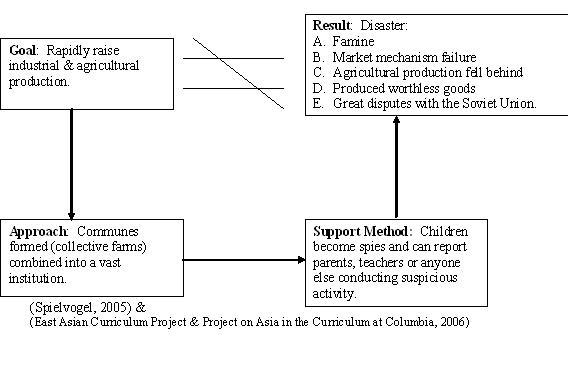 Goal: Rapidly raise
industrial & agricultural
production.
Result: Disaster:
A. Famine
B. Market mechanism failure
C. Agricultural production fell behind
D. Produced worthless goods
E. Great disputes with the Soviet Union.
Approach: Communes
formed (collective farms)
combined into a vast
institution.
Support Method: Children
become spies and can report
parents, teachers or anyone
else conducting suspicious
activity.
(Spielvogel, 2005) &
(East Asian Curriculum Project & Project on Asia in the Curriculum at Columbia, 2006)